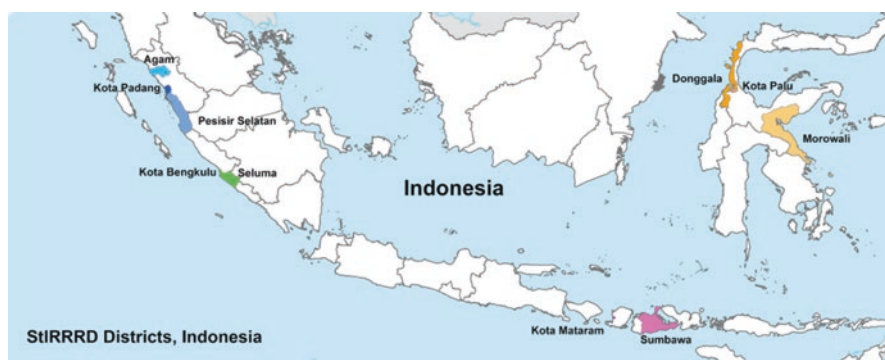 Agam
Kota Padang
Pesisir Selatan
Kota Bengkulu
Seluma
Indonesia
Donggala
Kota Palu
Morowali
Kota Mataram
Sumbawa
StIRRRD Districts, Indonesia